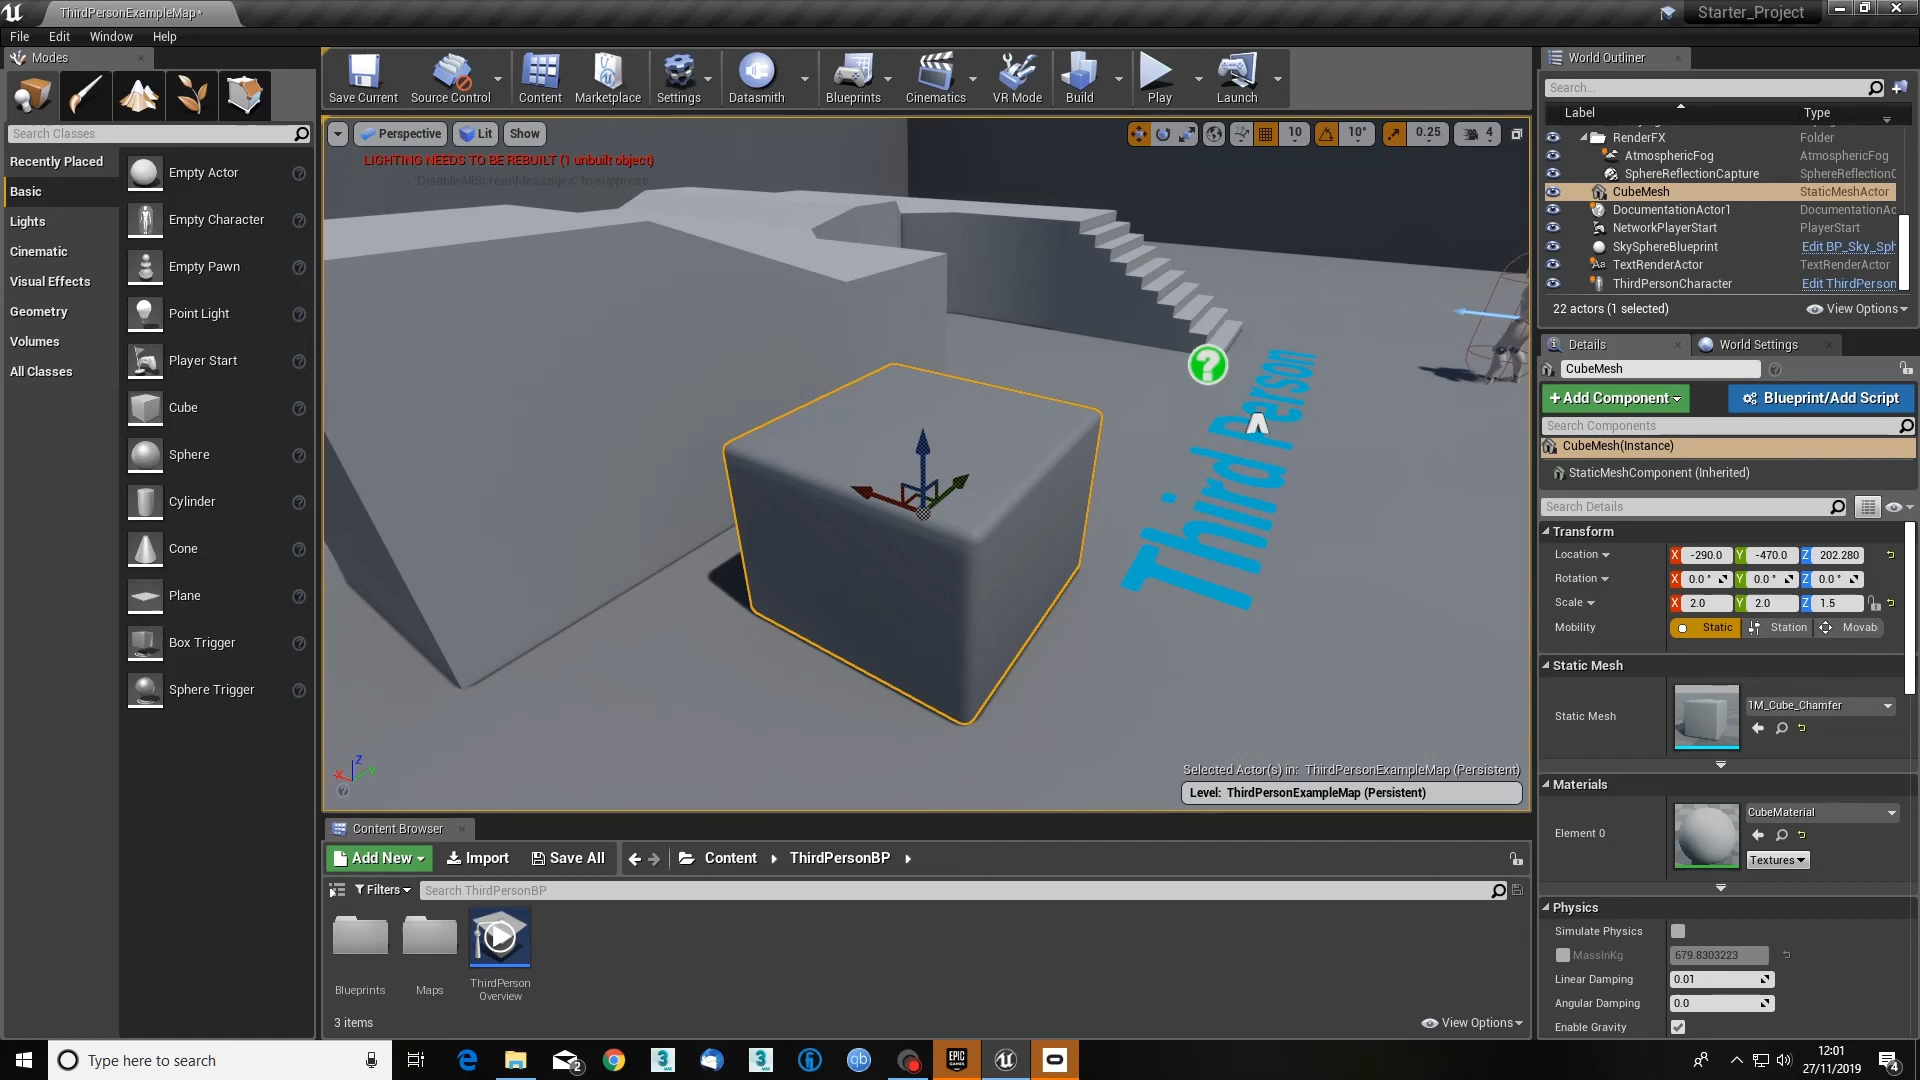 ThirdPersonExampleMap*
Starter_Project
File Edit Window Help
Modes
Search Classes
Recently Placed
Basic
Lights
Cinematic
Visual Effects
Geometry
Volumes
All Classes
Empty Actor
Empty Character
Empty Pawn
Point Light
Player Start
Cube
Sphere
Cylinder
Cone
Plane
Box Trigger
Sphere Trigger
Save Current Source Control Content Marketplace Settings Datasmith Blueprints Cinematics VR Mode Build Play Launch
Perspective Lit Show 10 10° 0.25 4
LIGHTING NEEDS TO BE REBUILT (1 unbuilt object)
'DisableAllScreenMessages' to suppress
Third Person
X Z Y
Selected Actor(s) in: ThirdPersonExampleMap (Persistent)
Level: ThirdPersonExampleMap (Persistent)
Content Browser
Add New Import Save All Content ThirdPersonBP
Filters Search ThirdPersonBP
Blueprints Maps ThirdPerson
Overview
3 items View Options
World Outliner
Search...
Label Type
RenderFX Folder
AtmosphericFog AtmosphericFog
SphereReflectionCapture SphereReflectionC
CubeMesh StaticMeshActor
DocumentationActor1 DocumentationAc
NetworkPlayerStart PlayerStart
SkySphereBlueprint Edit BP_Sky_Sph
TextRenderActor TextRenderActor
ThirdPersonCharacter Edit ThirdPerson
22 actors (1 selected) View Options
Details World Settings
CubeMesh
+Add Component Blueprint/Add Script
Search Components
CubeMesh(Instance)
StaticMeshComponent (Inherited)
Search Details
Transform
Location X -290.0 Y -470.0 Z 202.280
Rotation X 0.0 ° Y 0.0 ° Z 0.0 °
Scale X 2.0 Y 2.0 Z 1.5
Mobility Static Station Movab
Static Mesh
Static Mesh 1M_Cube_Chamfer
Materials
Element 0 CubeMaterial
Textures
Physics
Simulate Physics
MassInKg 679.8303223
Linear Damping 0.01
Angular Damping 0.0
Enable Gravity
Type here to search
2
EPIC
GAMES
12:01
27/11/2019
4